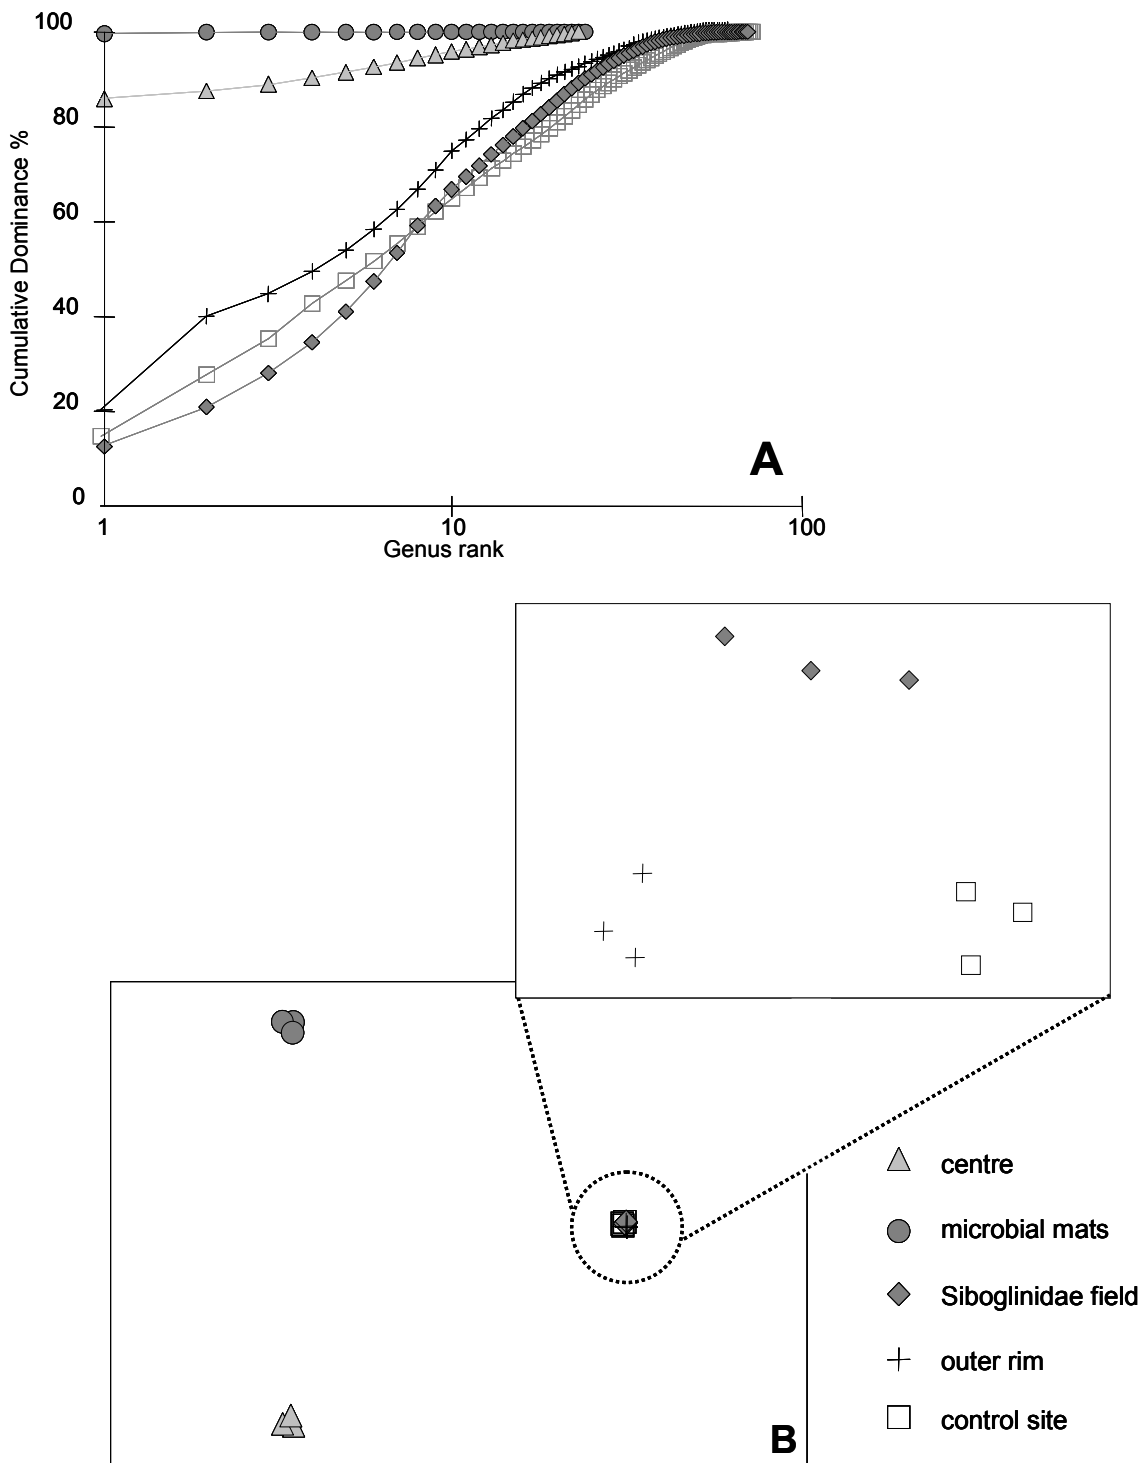 100
80
60
40
20
0
Cumulative Dominance %
1
10
100
Genus rank
A
centre
microbial mats
Siboglinidae field
outer rim
control site
B